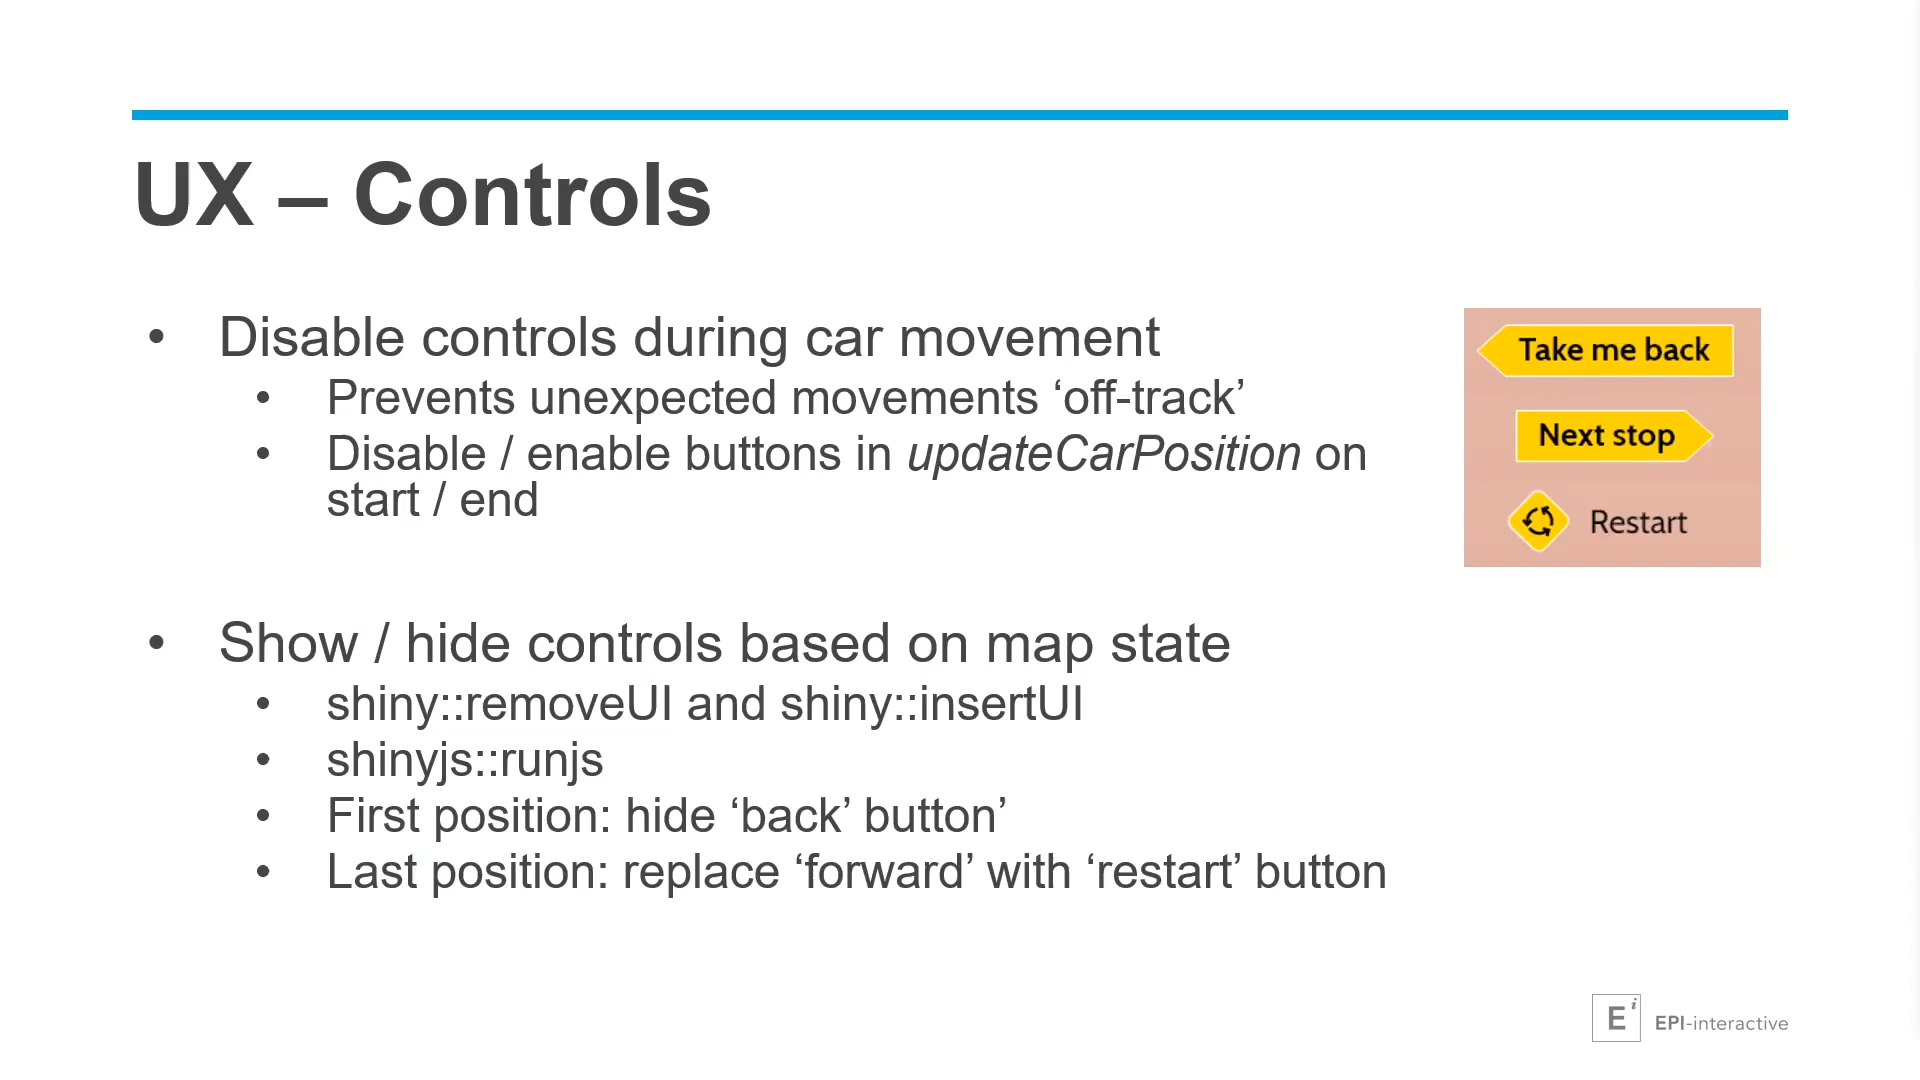 UX – Controls
• Disable controls during car movement
• Prevents unexpected movements ‘off-track’
• Disable / enable buttons in updateCarPosition on
start / end
• Show / hide controls based on map state
• shiny::removeUI and shiny::insertUI
• shinyjs::runjs
• First position: hide ‘back’ button’
• Last position: replace ‘forward’ with ‘restart’ button
Take me back
Next stop
Restart
Ei EPI-interactive